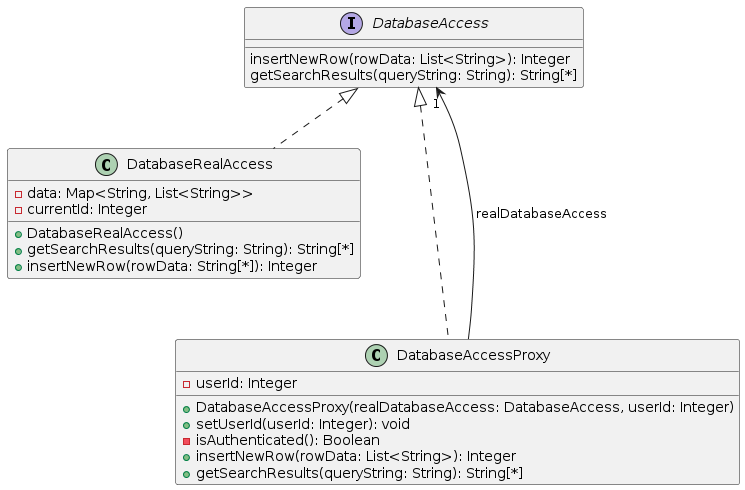 I DatabaseAccess
insertNewRow(rowData: List<String>): Integer
getSearchResults(queryString: String): String[*]
1
C DatabaseRealAccess
data: Map<String, List<String>>
currentId: Integer
DatabaseRealAccess()
getSearchResults(queryString: String): String[*]
insertNewRow(rowData: String[*]): Integer
realDatabaseAccess
C DatabaseAccessProxy
userId: Integer
DatabaseAccessProxy(realDatabaseAccess: DatabaseAccess, userId: Integer)
setUserId(userId: Integer): void
isAuthenticated(): Boolean
insertNewRow(rowData: List<String>): Integer
getSearchResults(queryString: String): String[*]